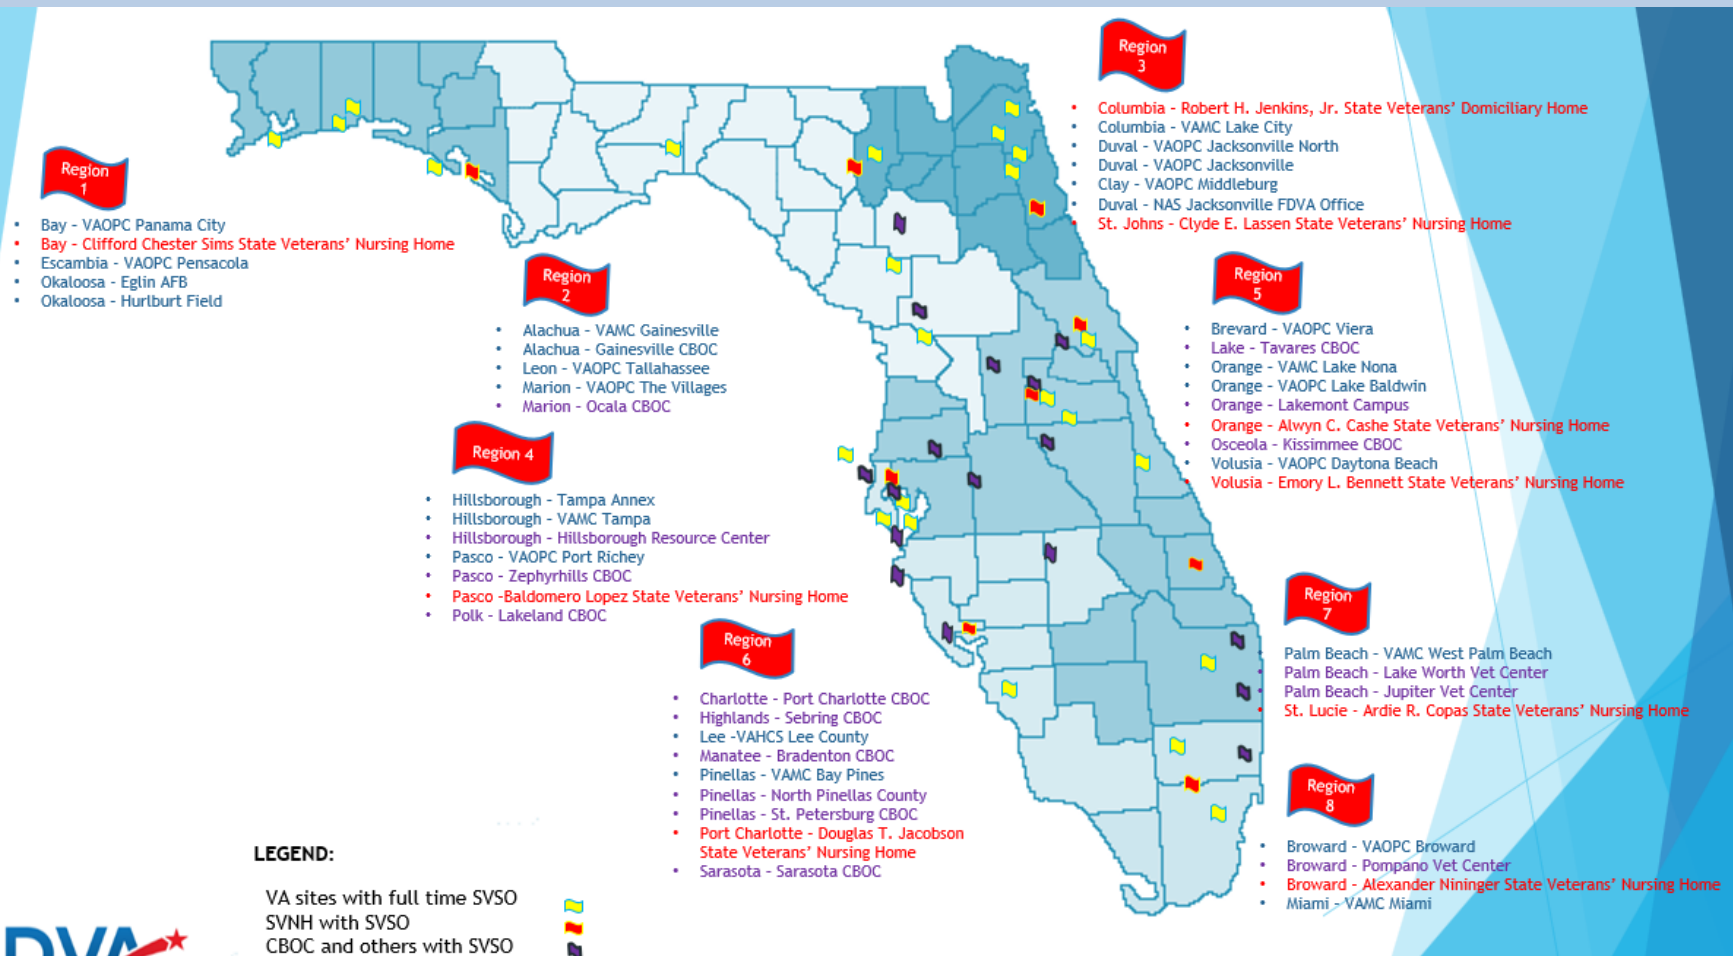 Region
1
• Bay - VAOPC Panama City
• Bay - Clifford Chester Sims State Veterans’ Nursing Home
• Escambia - VAOPC Pensacola
• Okaloosa - Eglin AFB
• Okaloosa - Hurlburt Field
Region
2
• Alachua - VAMC Gainesville
• Alachua - Gainesville CBOC
• Leon - VAOPC Tallahassee
• Marion - VAOPC The Villages
• Marion - Ocala CBOC
Region
3
• Columbia - Robert H. Jenkins, Jr. State Veterans’ Domiciliary Home
• Columbia - VAMC Lake City
• Duval - VAOPC Jacksonville North
• Duval - VAOPC Jacksonville
• Clay - VAOPC Middleburg
• Duval - NAS Jacksonville FDVA Office
• St. Johns - Clyde E. Lassen State Veterans’ Nursing Home
Region 4
• Hillsborough - Tampa Annex
• Hillsborough - VAMC Tampa
• Hillsborough - Hillsborough Resource Center
• Pasco - VAOPC Port Richey
• Pasco - Zephyrhills CBOC
• Pasco -Baldomero Lopez State Veterans’ Nursing Home
• Polk - Lakeland CBOC
Region
5
• Brevard - VAOPC Viera
• Lake - Tavares CBOC
• Orange - VAMC Lake Nona
• Orange - VAOPC Lake Baldwin
• Orange - Lakemont Campus
• Orange - Alwyn C. Cashe State Veterans’ Nursing Home
• Osceola - Kissimmee CBOC
• Volusia - VAOPC Daytona Beach
• Volusia - Emory L. Bennett State Veterans’ Nursing Home
Region
6
• Charlotte - Port Charlotte CBOC
• Highlands - Sebring CBOC
• Lee -VAHCS Lee County
• Manatee - Bradenton CBOC
• Pinellas - VAMC Bay Pines
• Pinellas - North Pinellas County
• Pinellas - St. Petersburg CBOC
• Port Charlotte - Douglas T. Jacobson
State Veterans’ Nursing Home
• Sarasota - Sarasota CBOC
Region
7
• Palm Beach - VAMC West Palm Beach
• Palm Beach - Lake Worth Vet Center
• Palm Beach - Jupiter Vet Center
• St. Lucie - Ardie R. Copas State Veterans’ Nursing Home
Region
8
• Broward - VAOPC Broward
• Broward - Pompano Vet Center
• Broward - Alexander Nininger State Veterans’ Nursing Home
• Miami - VAMC Miami
LEGEND:
VA sites with full time SVSO
SVNH with SVSO
CBOC and others with SVSO
DVA